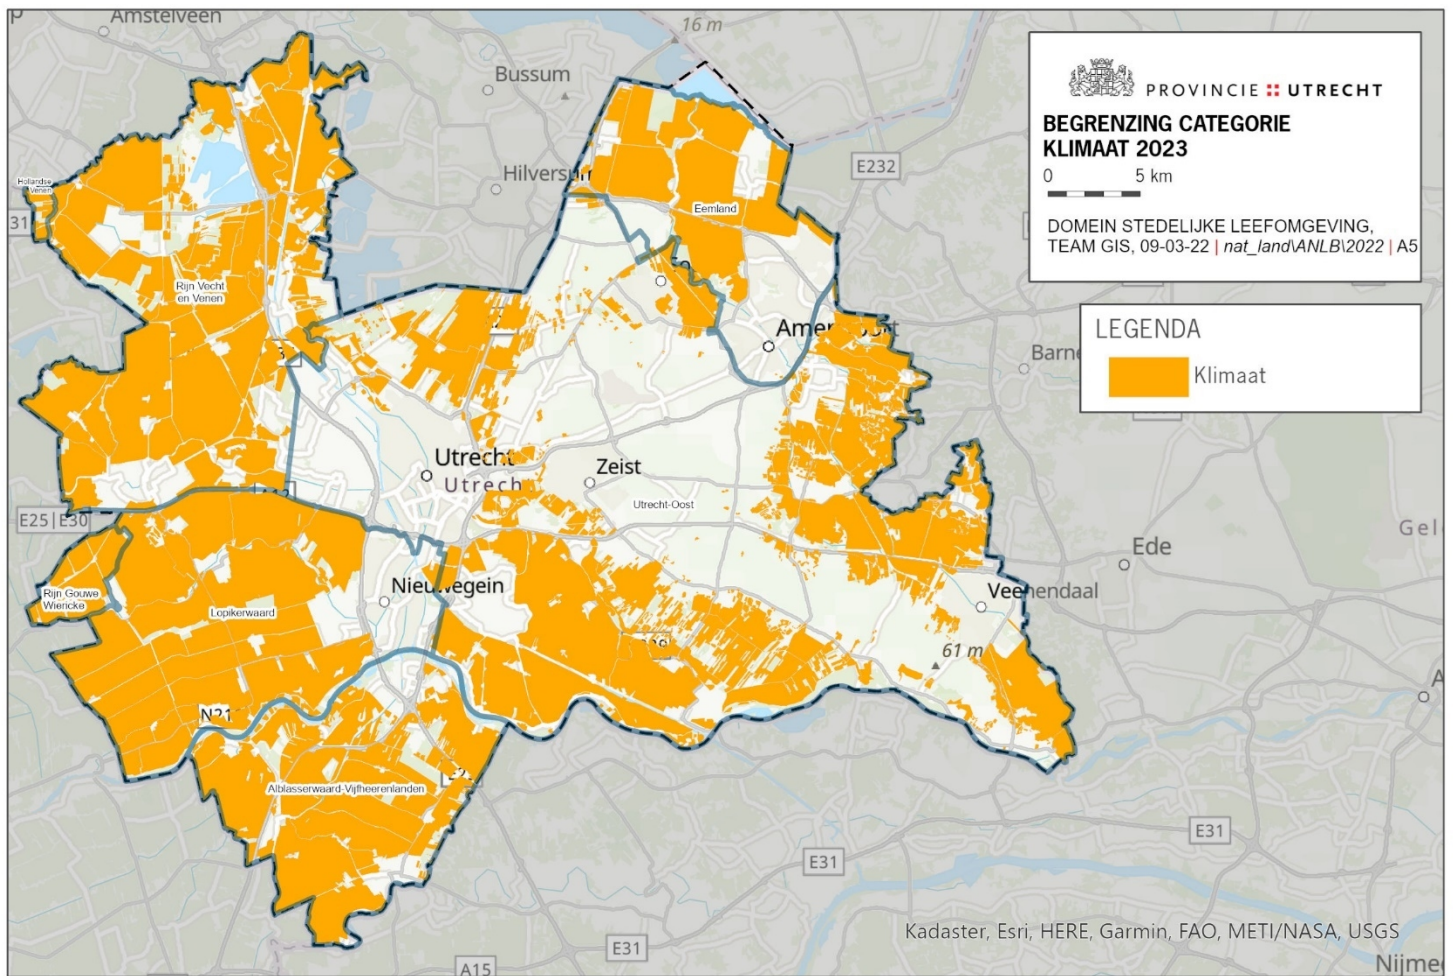 Amstelveen
16 m
Bussum
PROVINCIE UTRECHT
BEGRENZING CATEGORIE
KLIMAAT 2023
0 5 km
E232
Hilversum
Hollandse
Venen
31
Eemland
DOMEIN STEDELIJKE LEEFOMGEVING,
TEAM GIS, 09-03-22 | nat_land\ANLB\2022 | A5
Rijn Vecht
en Venen
LEGENDA
Klimaat
Utrecht
Zeist
Utrecht-Oost
E25|E30
Ede
Rijn Gouwe
Wiericke
Lopikerwaard
Nieuwegein
Veenendaal
61 m
N21
Alblasserwaard-Vijfheerenlanden
E31
E31
E31
A15
Kadaster, Esri, HERE, Garmin, FAO, METI/NASA, USGS